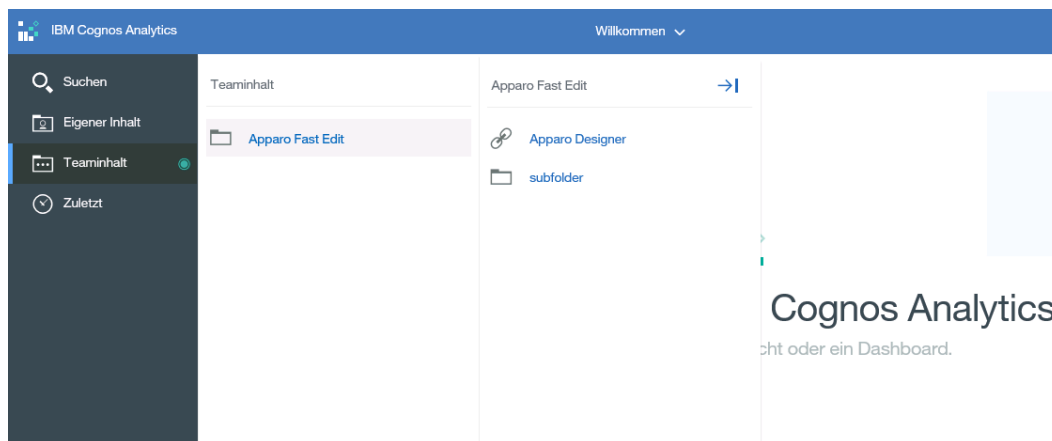 IBM Cognos Analytics
Willkommen
Suchen
Eigener Inhalt
Teaminhalt
Zuletzt
Teaminhalt
Apparo Fast Edit
Apparo Fast Edit
Apparo Designer
subfolder
Cognos Analytics
oder ein Dashboard.